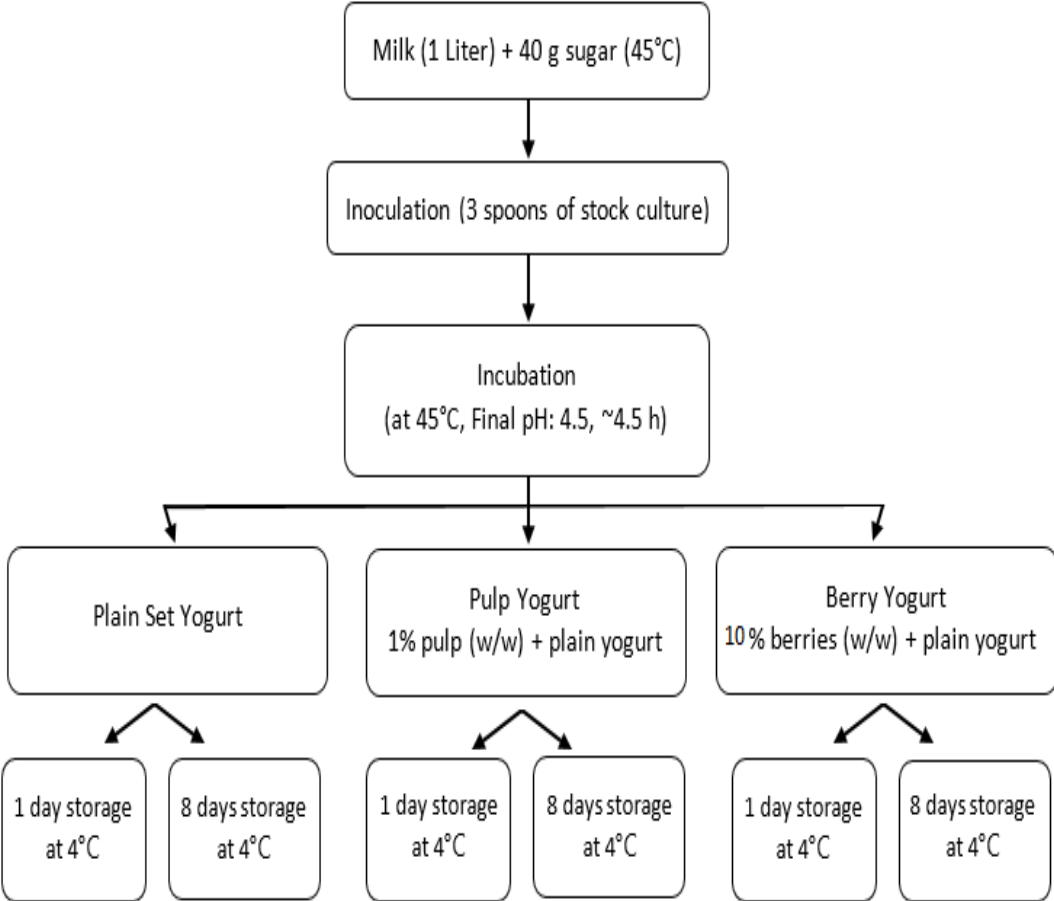 Milk (1 Liter) + 40 g sugar (45°C)
Inoculation (3 spoons of stock culture)
Incubation
(at 45°C, Final pH: 4.5, ~4.5 h)
Plain Set Yogurt
Pulp Yogurt
1% pulp (w/w) + plain yogurt
Berry Yogurt
10% berries (w/w) + plain yogurt
1 day storage
at 4°C
8 days storage
at 4°C
1 day storage
at 4°C
8 days storage
at 4°C
1 day storage
at 4°C
8 days storage
at 4°C